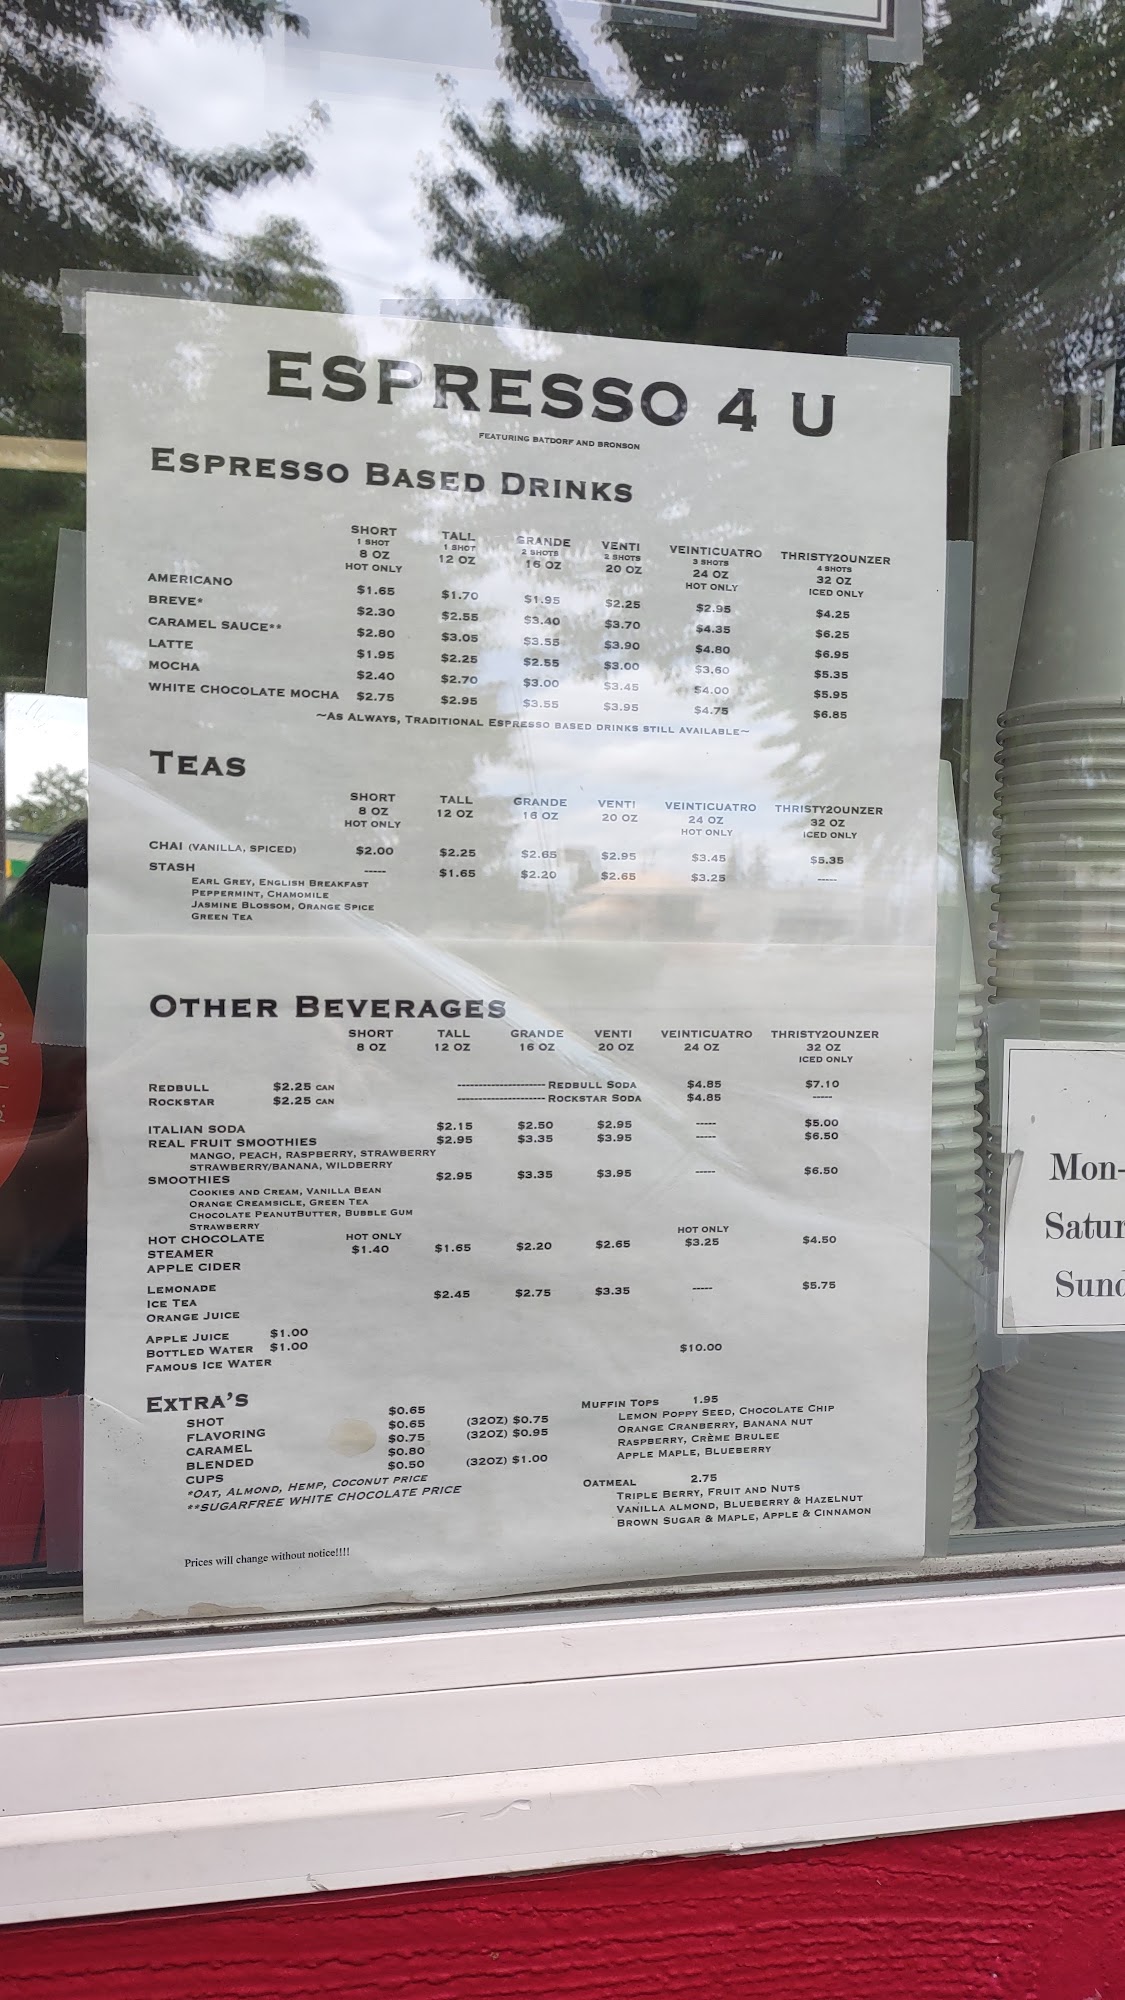 ESPRESSO 4 U
FEATURING BATDORF AND BRONSON
ESPRESSO BASED DRINKS
SHORT TALL GRANDE VENTI VEINTICUATRO THRISTY2OUNZER
1 SHOT 1 SHOT 2 SHOTS 2 SHOTS 3 SHOTS 4 SHOTS
8 OZ 12 OZ 16 OZ 20 OZ 24 OZ 32 OZ
HOT ONLY HOT ONLY ICED ONLY
AMERICANO $1.65 $1.70 $1.95 $2.25 $2.95 $4.25
BREVE* $2.30 $2.55 $3.40 $3.70 $4.35 $6.25
CARAMEL SAUCE** $2.80 $3.05 $3.55 $3.90 $4.80 $6.95
LATTE $1.95 $2.25 $2.55 $3.00 $3.60 $5.35
MOCHA $2.40 $2.70 $3.00 $3.45 $4.00 $5.95
WHITE CHOCOLATE MOCHA $2.75 $2.95 $3.55 $3.95 $4.75 $6.85
~AS ALWAYS, TRADITIONAL ESPRESSO BASED DRINKS STILL AVAILABLE~
TEAS
SHORT TALL GRANDE VENTI VEINTICUATRO THRISTY2OUNZER
8 OZ 12 OZ 16 OZ 20 OZ 24 OZ 32 OZ
HOT ONLY HOT ONLY ICED ONLY
CHAI (VANILLA, SPICED) $2.00 $2.25 $2.65 $2.95 $3.45 $5.35
STASH ----- $1.65 $2.20 $2.65 $3.25 -----
EARL GREY, ENGLISH BREAKFAST
PEPPERMINT, CHAMOMILE
JASMINE BLOSSOM, ORANGE SPICE
GREEN TEA
OTHER BEVERAGES
SHORT TALL GRANDE VENTI VEINTICUATRO THRISTY2OUNZER
8 OZ 12 OZ 16 OZ 20 OZ 24 OZ 32 OZ
ICED ONLY
REDBULL $2.25 CAN ---------------------- REDBULL SODA $4.85 $7.10
ROCKSTAR $2.25 CAN ---------------------- ROCKSTAR SODA $4.85 -----
ITALIAN SODA $2.15 $2.50 $2.95 ----- $5.00
REAL FRUIT SMOOTHIES $2.95 $3.35 $3.95 ----- $6.50
MANGO, PEACH, RASPBERRY, STRAWBERRY
STRAWBERRY/BANANA, WILDBERRY
SMOOTHIES $2.95 $3.35 $3.95 ----- $6.50
COOKIES AND CREAM, VANILLA BEAN
ORANGE CREAMSICLE, GREEN TEA
CHOCOLATE PEANUTBUTTER, BUBBLE GUM
STRAWBERRY
HOT CHOCOLATE HOT ONLY HOT ONLY
STEAMER $1.40 $1.65 $2.20 $2.65 $3.25 $4.50
APPLE CIDER
LEMONADE
ICE TEA $2.45 $2.75 $3.35 ----- $5.75
ORANGE JUICE
APPLE JUICE $1.00
BOTTLED WATER $1.00
FAMOUS ICE WATER $10.00
EXTRA'S
SHOT $0.65
FLAVORING $0.65 (32OZ) $0.75
CARAMEL $0.75 (32OZ) $0.95
BLENDED $0.80
CUPS $0.50 (32OZ) $1.00
*OAT, ALMOND, HEMP, COCONUT PRICE
**SUGARFREE WHITE CHOCOLATE PRICE
MUFFIN TOPS 1.95
LEMON POPPY SEED, CHOCOLATE CHIP
ORANGE CRANBERRY, BANANA NUT
RASPBERRY, CRÈME BRULEE
APPLE MAPLE, BLUEBERRY
OATMEAL 2.75
TRIPLE BERRY, FRUIT AND NUTS
VANILLA ALMOND, BLUEBERRY & HAZELNUT
BROWN SUGAR & MAPLE, APPLE & CINNAMON
Prices will change without notice!!!!
Mon-
Satur
Sund